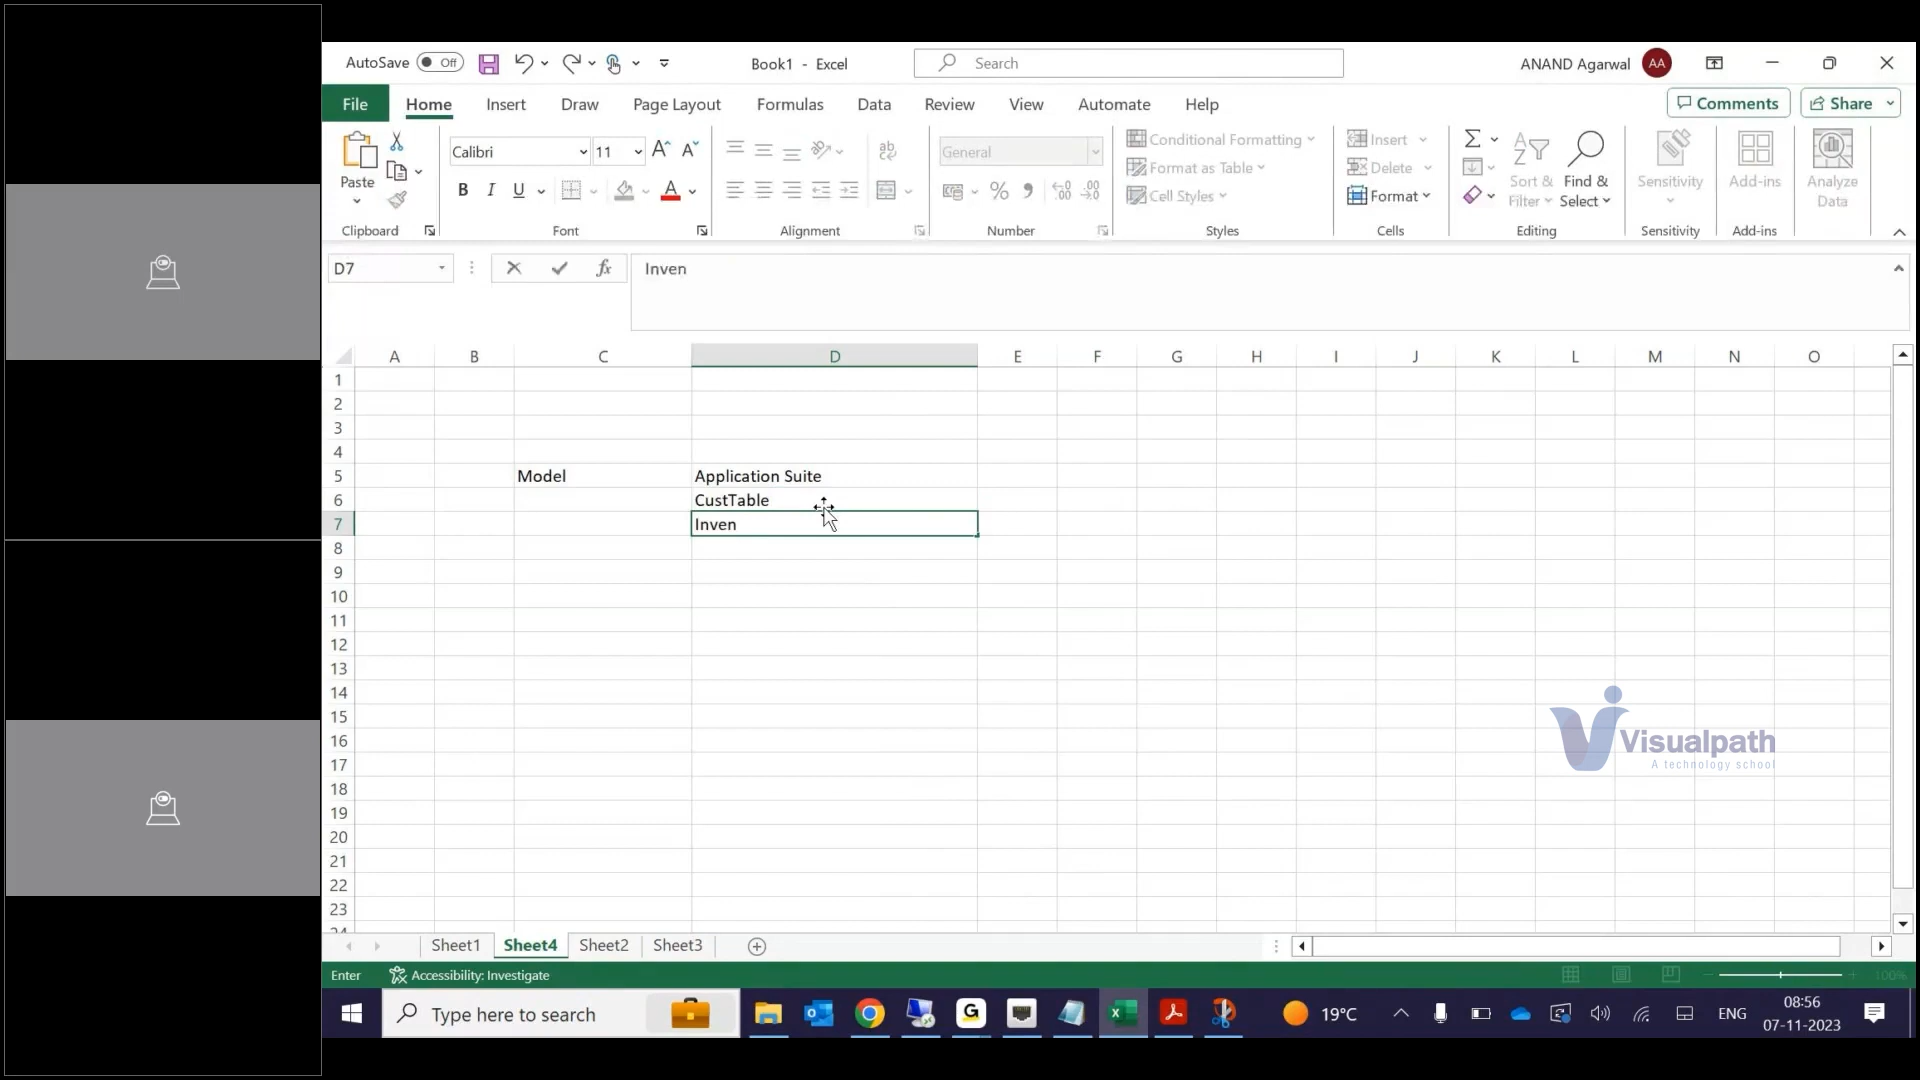 AutoSave Off Book1 - Excel Search ANAND Agarwal AA
File Home Insert Draw Page Layout Formulas Data Review View Automate Help Comments Share
Paste Calibri 11 General Conditional Formatting Insert
Format as Table Delete Sort & Filter Find & Select Sensitivity Add-ins Analyze Data
B I U A % Cell Styles Format
Clipboard Font Alignment Number Styles Cells Editing Sensitivity Add-ins
D7 fx Inven
A B C D E F G H I J K L M N O
1
2
3
4
5 Model Application Suite
6 CustTable
7 Inven
8
9
10
11
12
13
14
15
16
17
18
19
20
21
22
23
24
Visualpath
A technology school
Sheet1 Sheet4 Sheet2 Sheet3
Enter Accessibility: Investigate 100%
Type here to search 19°C ENG 08:56
07-11-2023